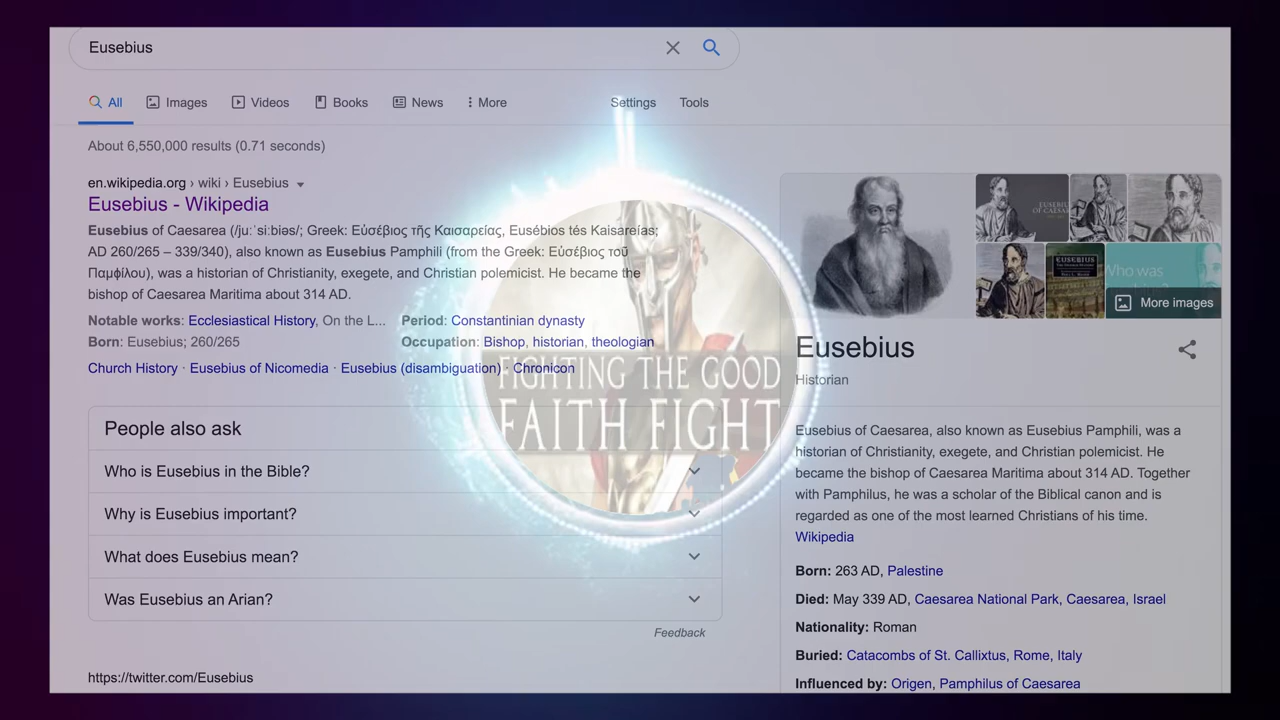 Eusebius
All Images Videos Books News More Settings Tools
About 6,550,000 results (0.71 seconds)
en.wikipedia.org › wiki › Eusebius
Eusebius - Wikipedia
Eusebius of Caesarea (/juːˈsiːbiəs/; Greek: Εὐσέβιος τῆς Καισαρείας, Eusébios tés Kaisareías;
AD 260/265 – 339/340), also known as Eusebius Pamphili (from the Greek: Εὐσέβιος τοῦ
Παμφίλου), was a historian of Christianity, exegete, and Christian polemicist. He became the
bishop of Caesarea Maritima about 314 AD.
Notable works: Ecclesiastical History, On the L... Period: Constantinian dynasty
Born: Eusebius; 260/265 Occupation: Bishop, historian, theologian
Church History · Eusebius of Nicomedia · Eusebius (disambiguation) · Chronicon
People also ask
Who is Eusebius in the Bible?
Why is Eusebius important?
What does Eusebius mean?
Was Eusebius an Arian?
Feedback
https://twitter.com/Eusebius
FIGHTING THE GOOD
FAITH FIGHT
EUSEBIUS
Who was
More images
Eusebius
Historian
Eusebius of Caesarea, also known as Eusebius Pamphili, was a
historian of Christianity, exegete, and Christian polemicist. He
became the bishop of Caesarea Maritima about 314 AD. Together
with Pamphilus, he was a scholar of the Biblical canon and is
regarded as one of the most learned Christians of his time.
Wikipedia
Born: 263 AD, Palestine
Died: May 339 AD, Caesarea National Park, Caesarea, Israel
Nationality: Roman
Buried: Catacombs of St. Callixtus, Rome, Italy
Influenced by: Origen, Pamphilus of Caesarea